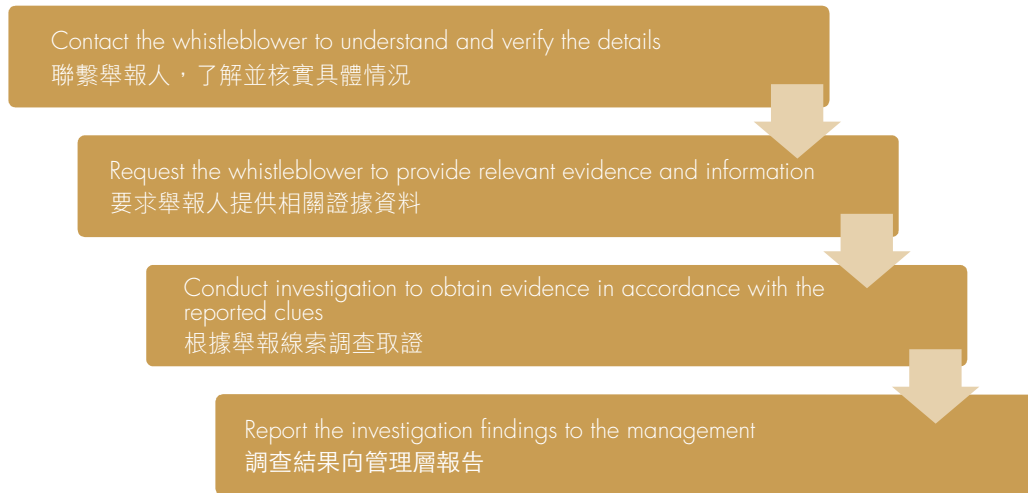 Contact the whistleblower to understand and verify the details
聯繫舉報人，了解並核實具體情況
Request the whistleblower to provide relevant evidence and information
要求舉報人提供相關證據資料
Conduct investigation to obtain evidence in accordance with the
reported clues
根據舉報線索調查取證
Report the investigation findings to the management
調查結果向管理層報告